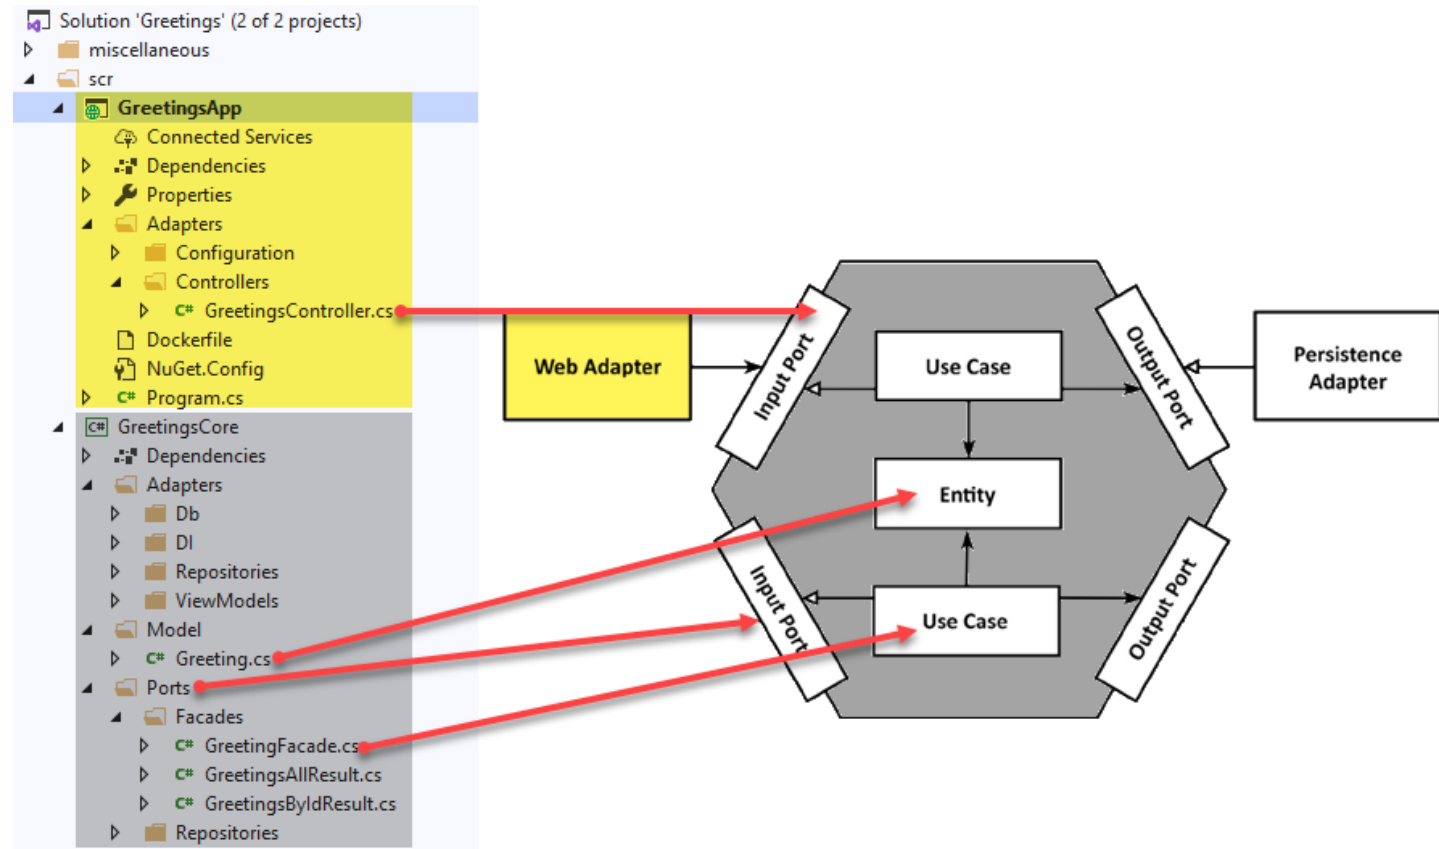 Solution 'Greetings' (2 of 2 projects)
miscellaneous
scr
GreetingsApp
Connected Services
Dependencies
Properties
Adapters
Configuration
Controllers
C# GreetingsController.cs
Dockerfile
NuGet.Config
C# Program.cs
C# GreetingsCore
Dependencies
Adapters
Db
DI
Repositories
ViewModels
Model
C# Greeting.cs
Ports
Facades
C# GreetingFacade.cs
C# GreetingsAllResult.cs
C# GreetingsByIdResult.cs
Repositories
Web Adapter
Input Port
Use Case
Output Port
Persistence
Adapter
Entity
Input Port
Use Case
Output Port